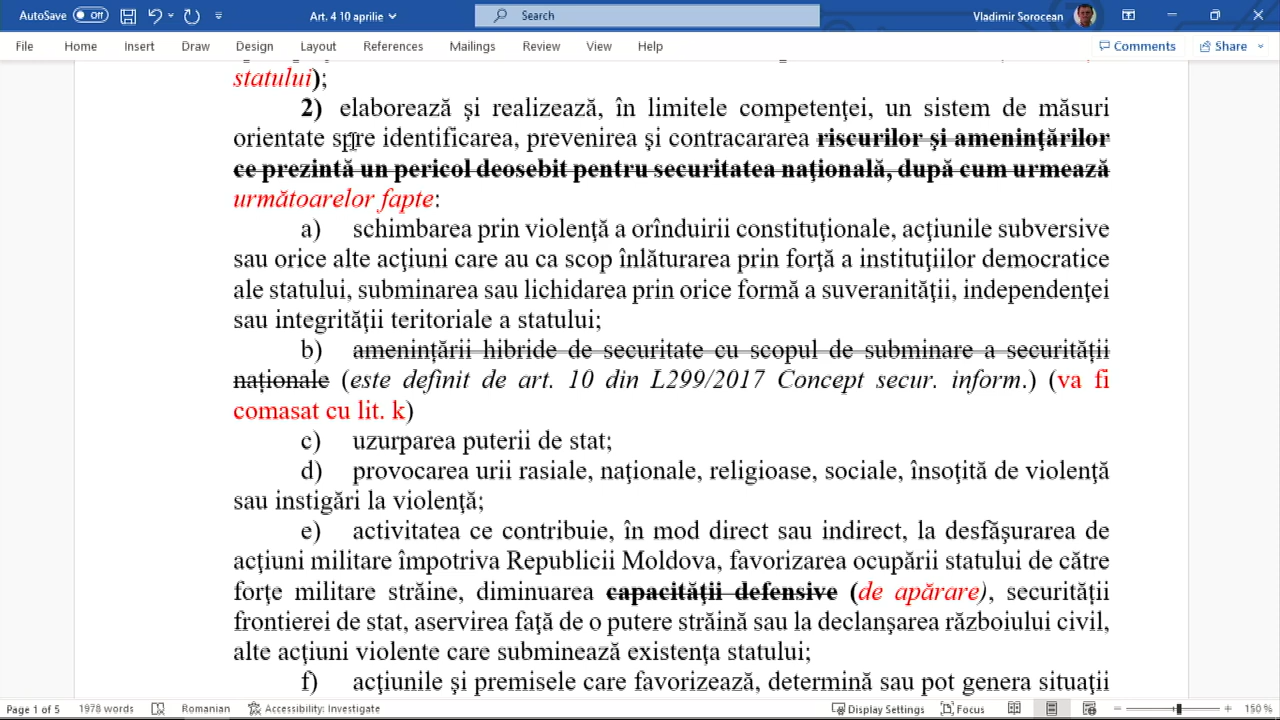 AutoSave Off Art. 4 10 aprilie Search Vladimir Sorocean
File Home Insert Draw Design Layout References Mailings Review View Help Comments Share
statului);
2) elaborează şi realizează, în limitele competenţei, un sistem de măsuri
orientate spre identificarea, prevenirea şi contracararea riscurilor şi ameninţărilor
ce prezintă un pericol deosebit pentru securitatea naţională, după cum urmează
următoarelor fapte:
a) schimbarea prin violenţă a orînduirii constituţionale, acţiunile subversive
sau orice alte acţiuni care au ca scop înlăturarea prin forţă a instituţiilor democratice
ale statului, subminarea sau lichidarea prin orice formă a suveranităţii, independenţei
sau integrităţii teritoriale a statului;
b) amenințării hibride de securitate cu scopul de subminare a securității
naționale (este definit de art. 10 din L299/2017 Concept secur. inform.) (va fi
comasat cu lit. k)
c) uzurparea puterii de stat;
d) provocarea urii rasiale, naţionale, religioase, sociale, însoţită de violenţă
sau instigări la violenţă;
e) activitatea ce contribuie, în mod direct sau indirect, la desfăşurarea de
acţiuni militare împotriva Republicii Moldova, favorizarea ocupării statului de către
forţe militare străine, diminuarea capacităţii defensive (de apărare), securității
frontierei de stat, aservirea faţă de o putere străină sau la declanşarea războiului civil,
alte acțiuni violente care subminează existența statului;
f) acţiunile şi premisele care favorizează, determină sau pot genera situaţii
Page 1 of 5 1978 words Romanian Accessibility: Investigate Display Settings Focus 150 %